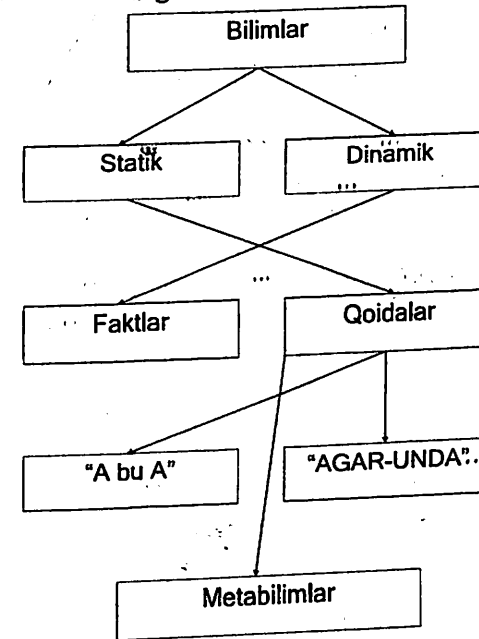 Bilimlar
Statik
Dinamik
Faktlar
Qoidalar
"A bu A"
"AGAR-UNDA"..
Metabilimlar